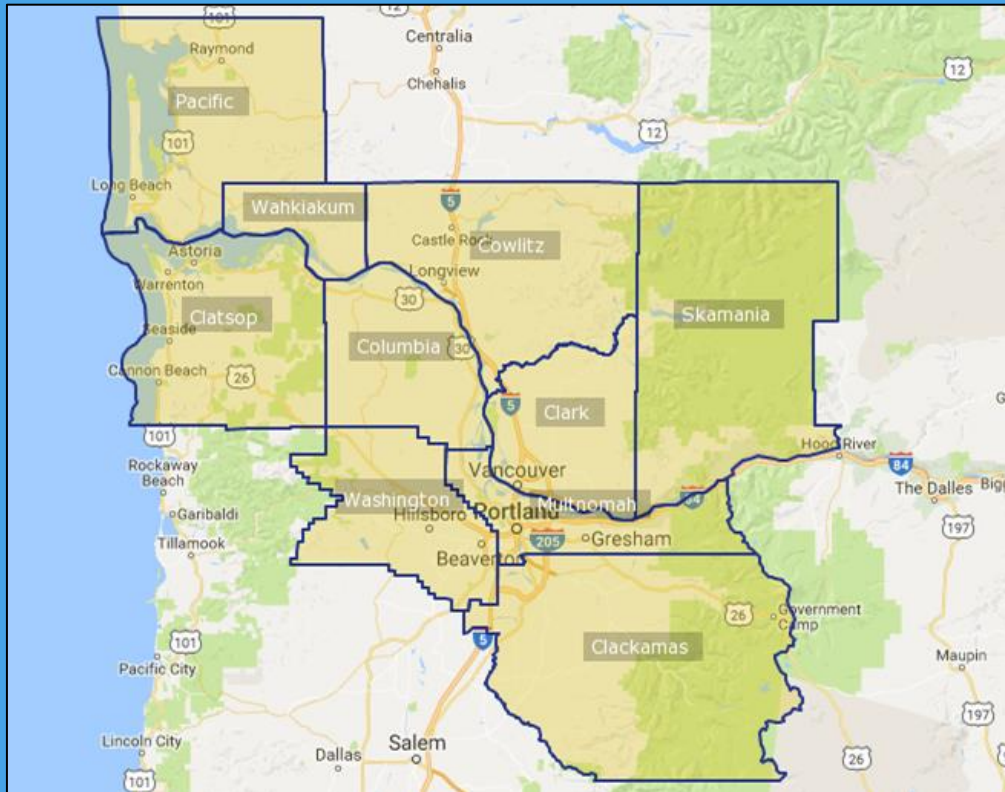 101
101
Raymond
Centralia
Chehalis
12
12
12
Pacific
101
Long Beach
Wahkiakum
5
Castle Rock
Cowlitz
Astoria
Warrenton
Longview
30
Clatsop
Skamania
Seaside
Columbia
30
Cannon Beach
26
5
Clark
101
Rockaway
Beach
Hood River
84
The Dalles
Vancouver
Washington
Multnomah
84
Garibaldi
Hillsboro
Portland
197
Tillamook
Beaverton
205
Gresham
26
Government
Camp
101
5
Clackamas
Pacific City
Maupin
197
Lincoln City
Salem
Dallas
26
101